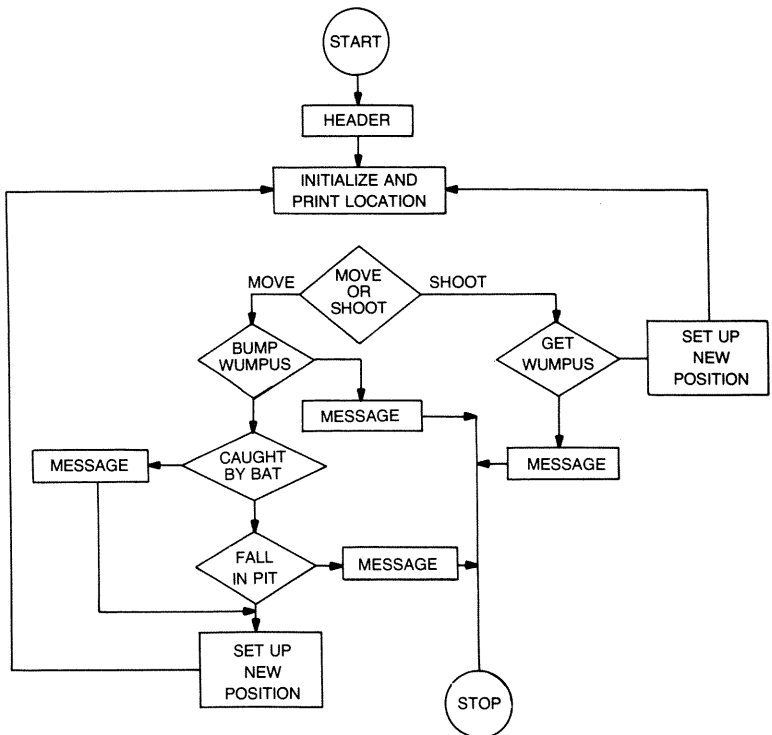 START
HEADER
INITIALIZE AND
PRINT LOCATION
MOVE
MOVE
OR
SHOOT
SHOOT
BUMP
WUMPUS
GET
WUMPUS
SET UP
NEW
POSITION
MESSAGE
MESSAGE
CAUGHT
BY BAT
MESSAGE
FALL
IN PIT
MESSAGE
SET UP
NEW
POSITION
STOP